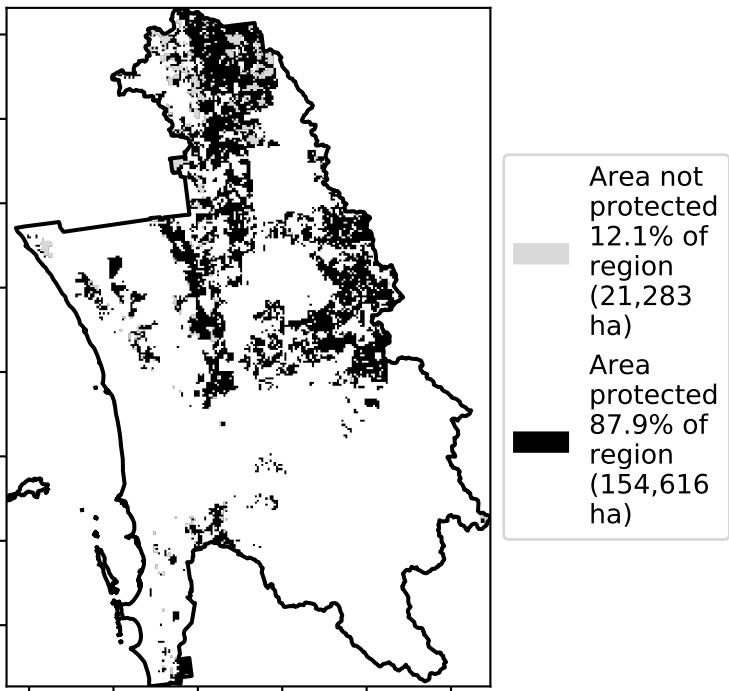 Area not
protected
12.1% of
region
(21,283
ha)
Area
protected
87.9% of
region
(154,616
ha)